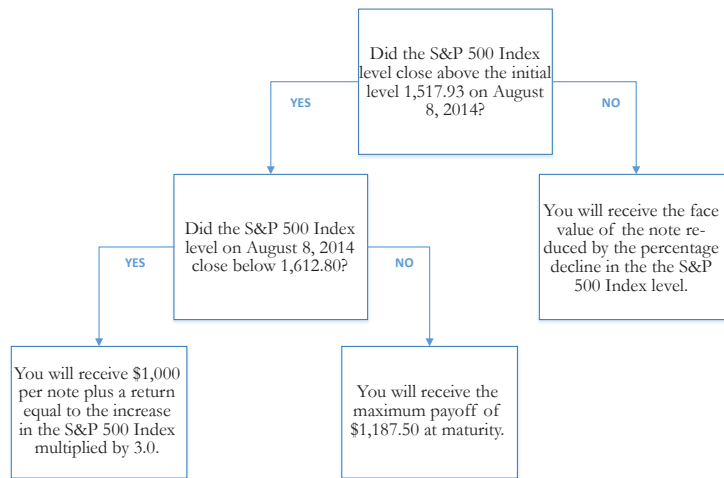 Did the S&P 500 Index
level close above the initial
level 1,517.93 on August
8, 2014?
YES
NO
Did the S&P 500 Index
level on August 8, 2014
close below 1,612.80?
You will receive the face
value of the note re-
duced by the percentage
decline in the the S&P
500 Index level.
YES
NO
You will receive $1,000
per note plus a return
equal to the increase
in the S&P 500 Index
multiplied by 3.0.
You will receive the
maximum payoff of
$1,187.50 at maturity.